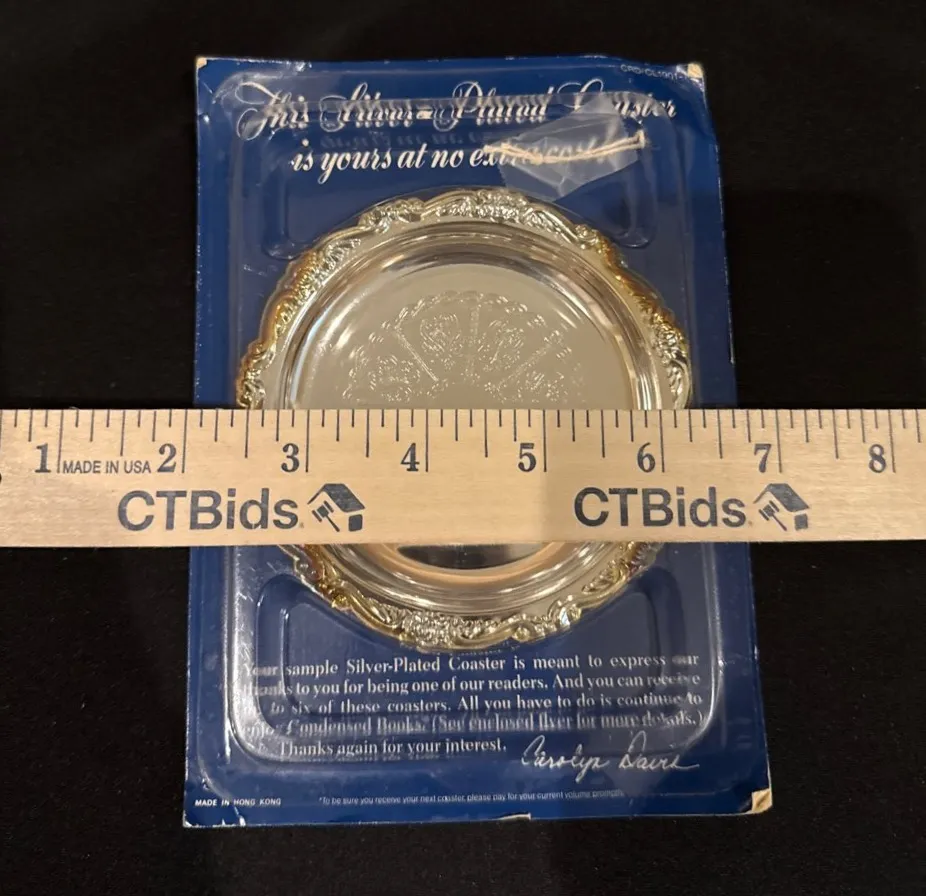 This Silver-Plated Coaster
is yours at no extra cost.
1 MADE IN USA 2 3 4 5 6 7 8
CTBids CTBids
Your sample Silver-Plated Coaster is meant to express our
thanks to you for being one of our readers. And you can receive
to six of these coasters. All you have to do is continue to
enjoy Condensed Books. (See enclosed flyer for more details.)
Thanks again for your interest.
Carolyn Davis
MADE IN HONG KONG
*To be sure you receive your next coaster, please pay for your current volume promptly.